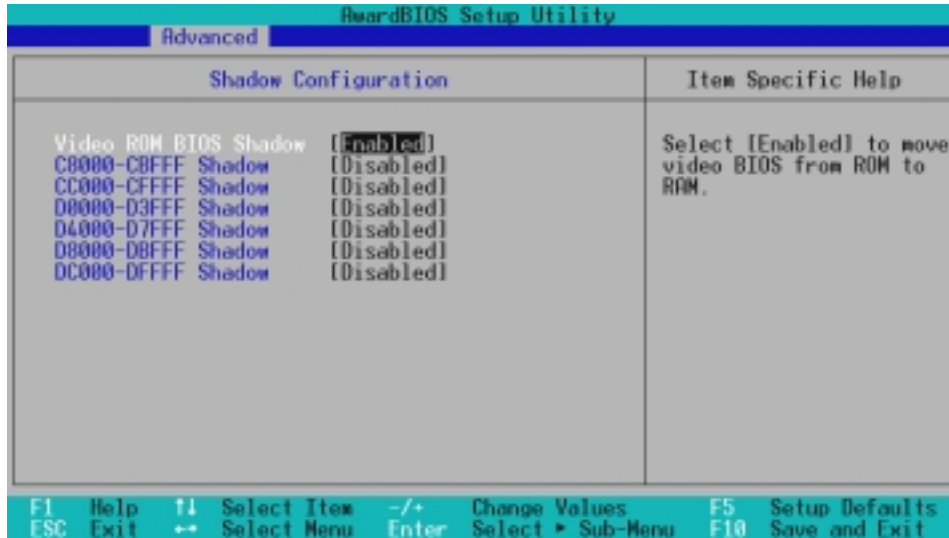 AwardBIOS Setup Utility
Advanced
Shadow Configuration
Item Specific Help
Video ROM BIOS Shadow [Enabled]
C8000-CBFFF Shadow [Disabled]
CC000-CFFFF Shadow [Disabled]
D0000-D3FFF Shadow [Disabled]
D4000-D7FFF Shadow [Disabled]
D8000-DBFFF Shadow [Disabled]
DC000-DFFFF Shadow [Disabled]
Select [Enabled] to move
video BIOS from ROM to
RAM.
F1 Help ↑↓ Select Item -/+ Change Values F5 Setup Defaults
ESC Exit ←→ Select Menu Enter Select ► Sub-Menu F10 Save and Exit